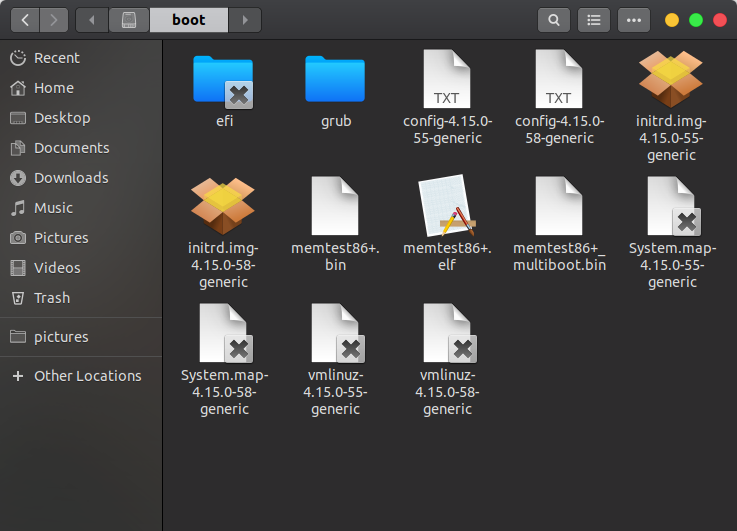 boot
Recent
Home
Desktop
Documents
Downloads
Music
Pictures
Videos
Trash
pictures
Other Locations
efi
grub
TXT
config-4.15.0-
55-generic
TXT
config-4.15.0-
58-generic
initrd.img-
4.15.0-55-
generic
initrd.img-
4.15.0-58-
generic
memtest86+.
bin
memtest86+.
elf
memtest86+_
multiboot.bin
System.map-
4.15.0-55-
generic
System.map-
4.15.0-58-
generic
vmlinuz-
4.15.0-55-
generic
vmlinuz-
4.15.0-58-
generic